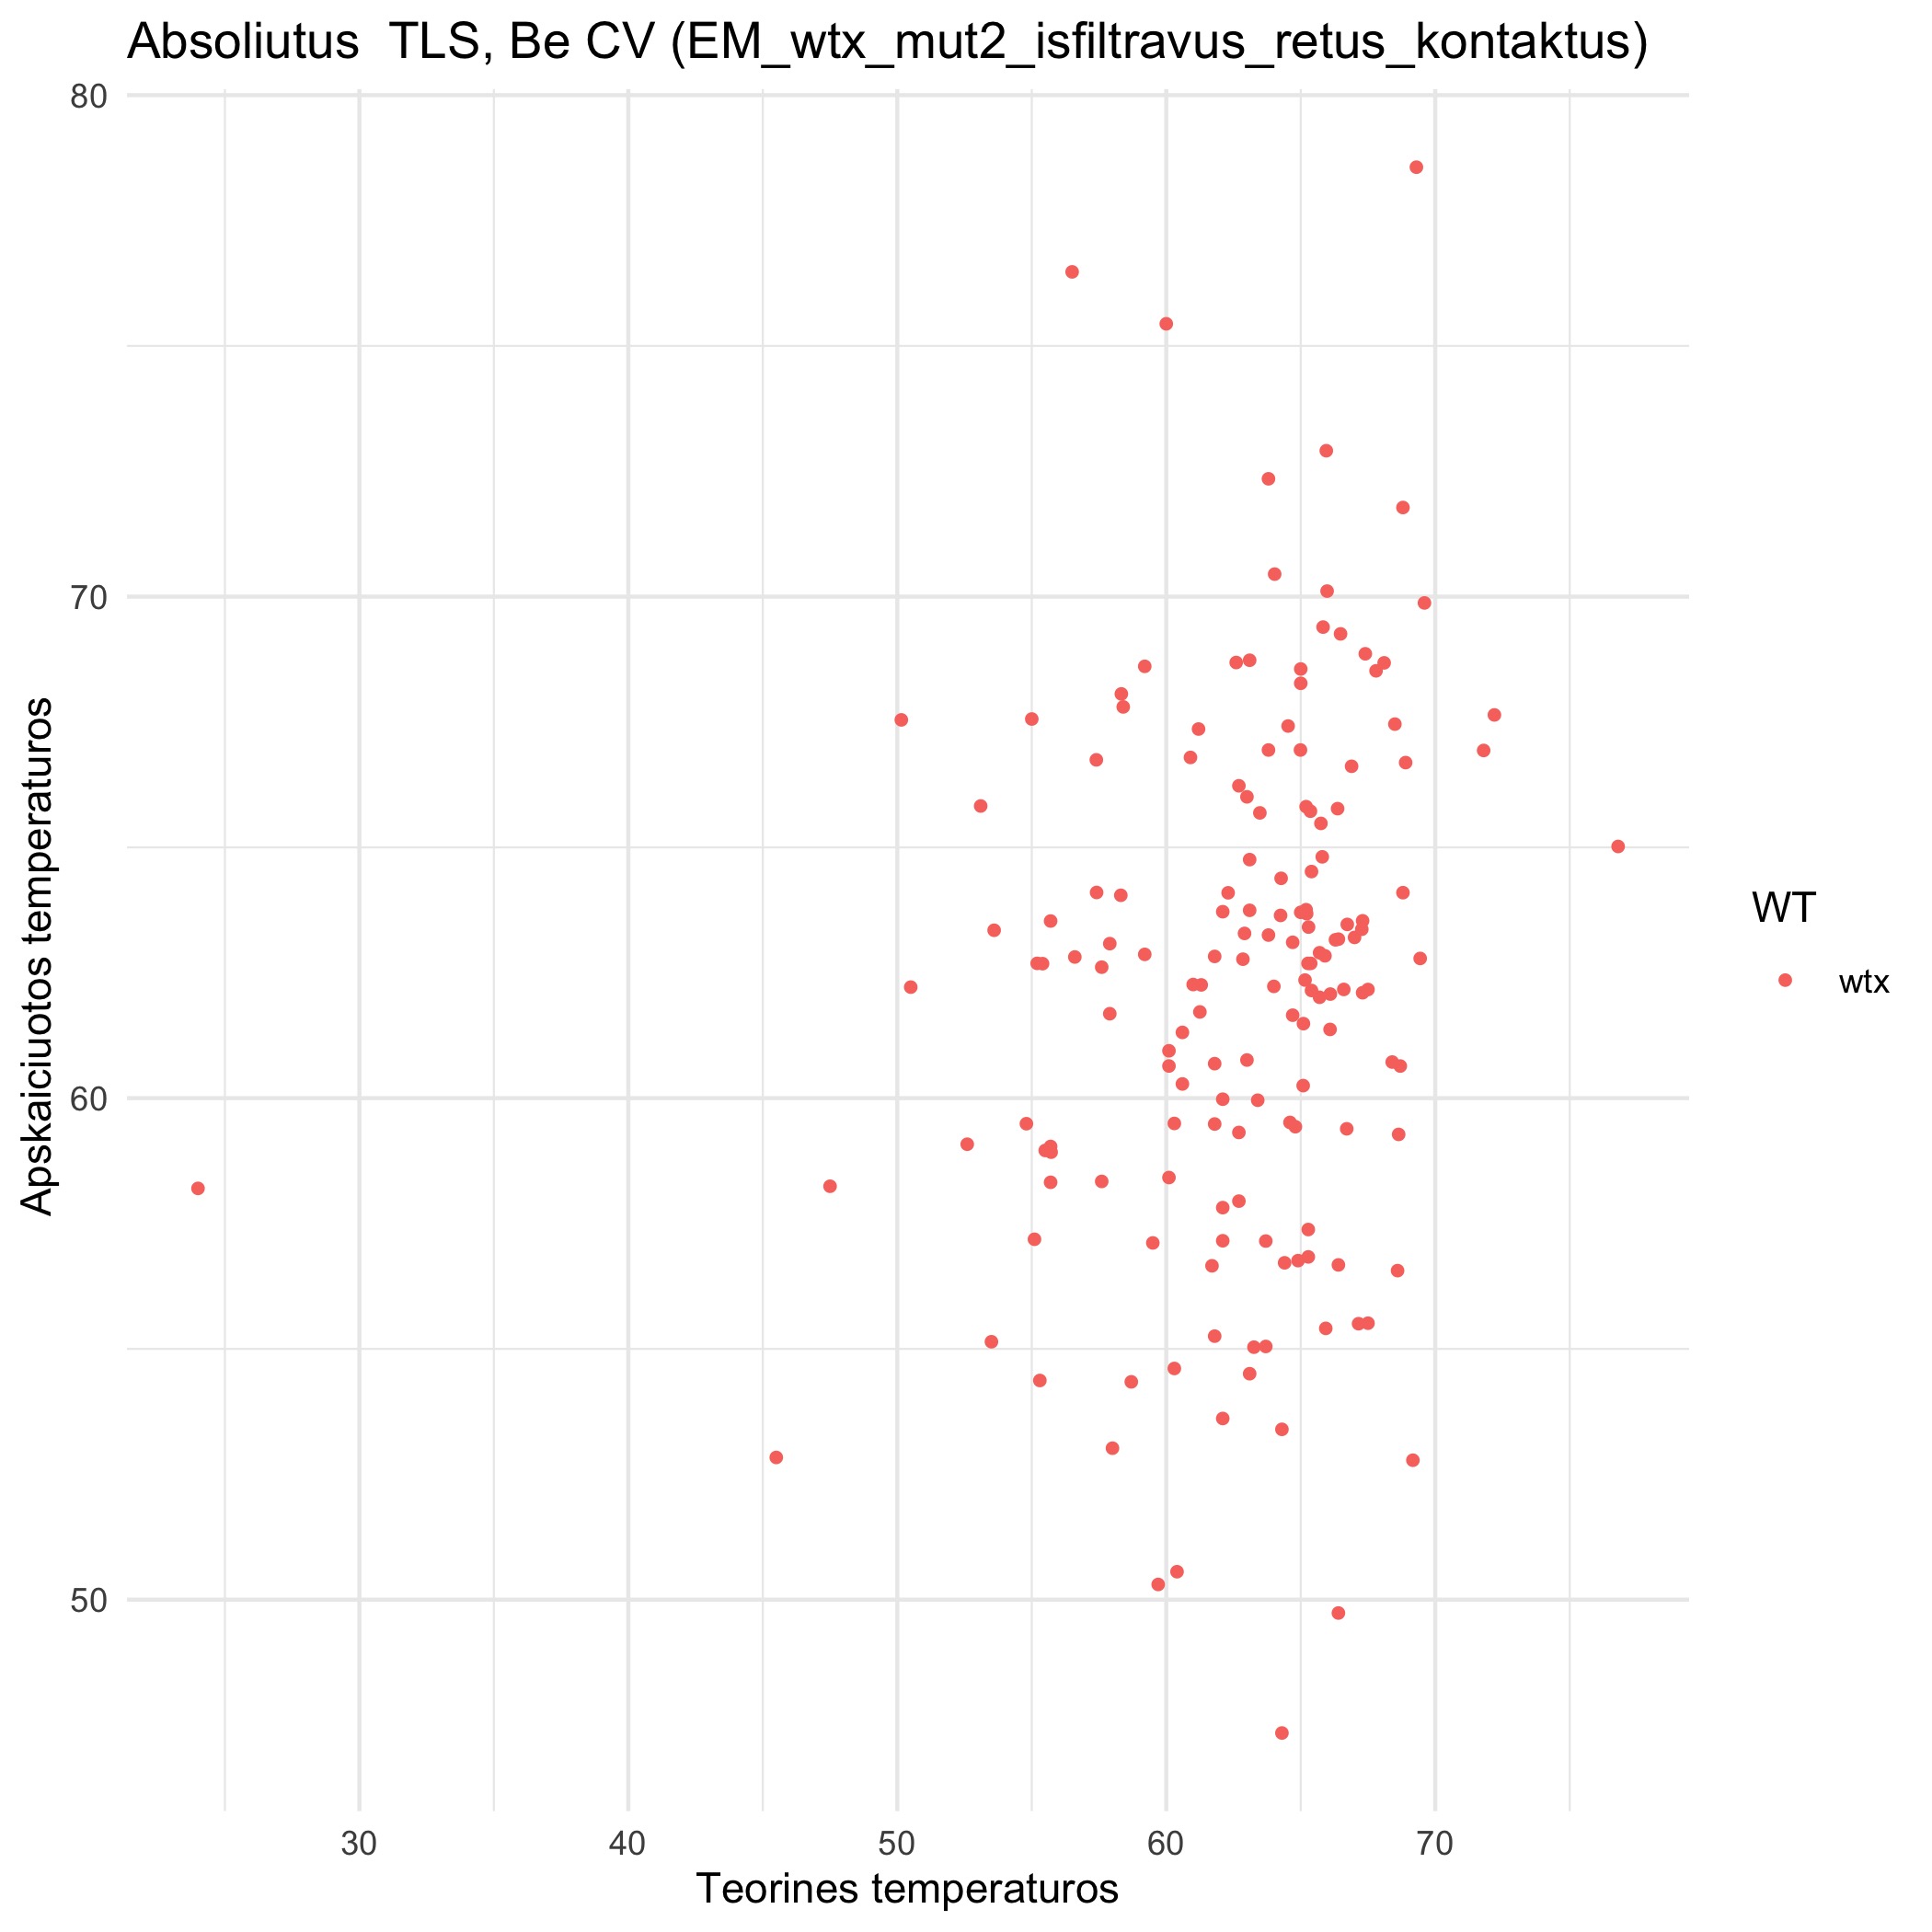 Absoliutus  TLS, Be CV (EM_wtx_mut2_isfiltravus_retus_kontaktus)
80
70
60
50
Apskaiciuotos temperaturos
30 40 50 60 70
Teorines temperaturos
WT
wtx